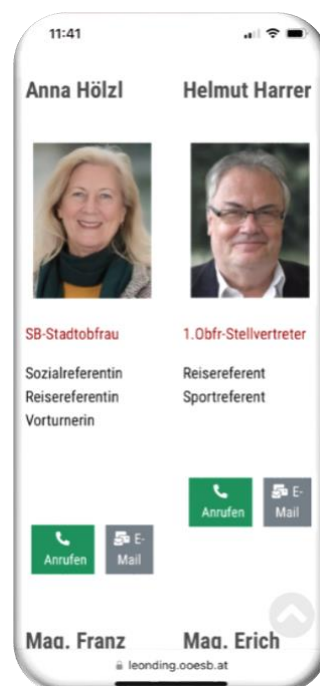 11:41
Anna Hölzl
Helmut Harrer
SB-Stadtobfrau
Sozialreferentin
Reisereferentin
Vorturnerin
Anrufen
E-
Mail
1.Obfr-Stellvertreter
Reisereferent
Sportreferent
Anrufen
E-
Mail
Mag. Franz
Mag. Erich
leonding.ooesb.at